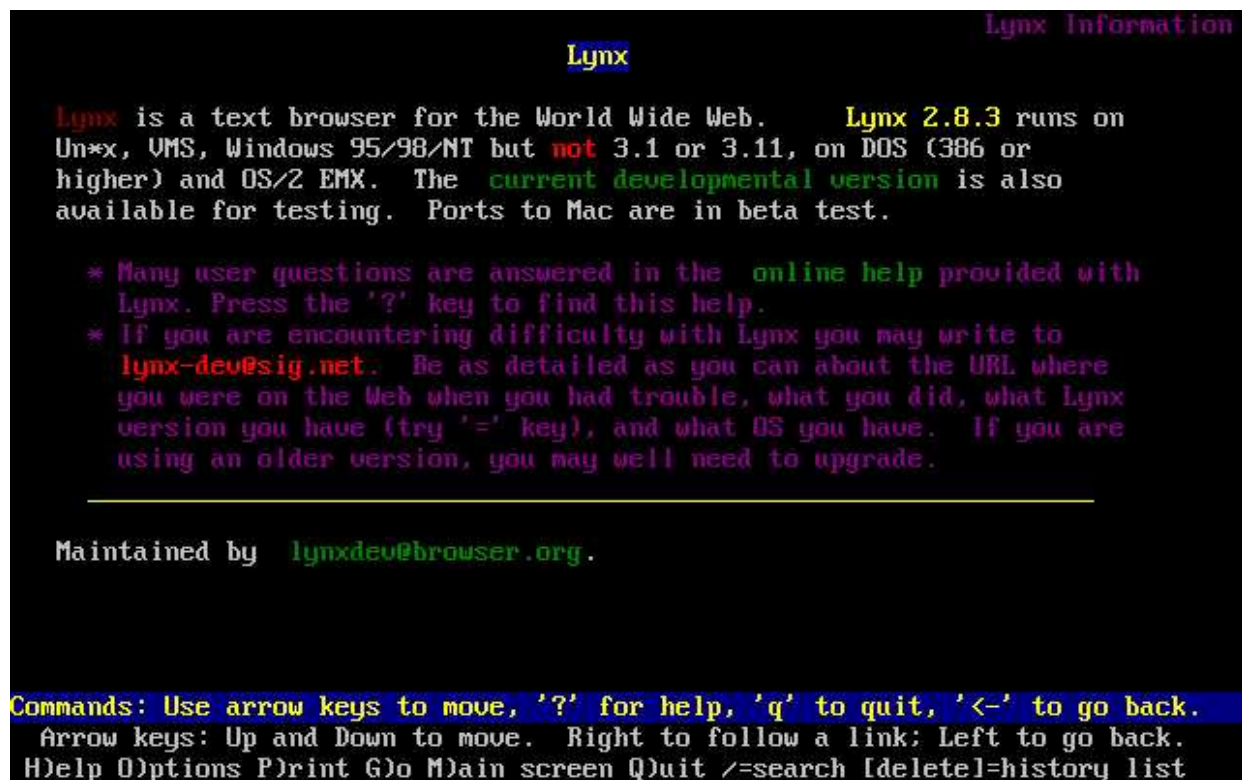 Lynx Information
Lynx
Lynx is a text browser for the World Wide Web. Lynx 2.8.3 runs on
Un*x, VMS, Windows 95/98/NT but not 3.1 or 3.11, on DOS (386 or
higher) and OS/2 EMX. The current developmental version is also
available for testing. Ports to Mac are in beta test.
* Many user questions are answered in the online help provided with
Lynx. Press the '?' key to find this help.
* If you are encountering difficulty with Lynx you may write to
lynx-dev@sig.net. Be as detailed as you can about the URL where
you were on the Web when you had trouble, what you did, what Lynx
version you have (try '=' key), and what OS you have. If you are
using an older version, you may well need to upgrade.
Maintained by lynxdev@browser.org.
Commands: Use arrow keys to move, '?' for help, 'q' to quit, '<-' to go back.
Arrow keys: Up and Down to move. Right to follow a link; Left to go back.
H)elp O)ptions P)rint G)o M)ain screen Q)uit /=search [delete]=history list